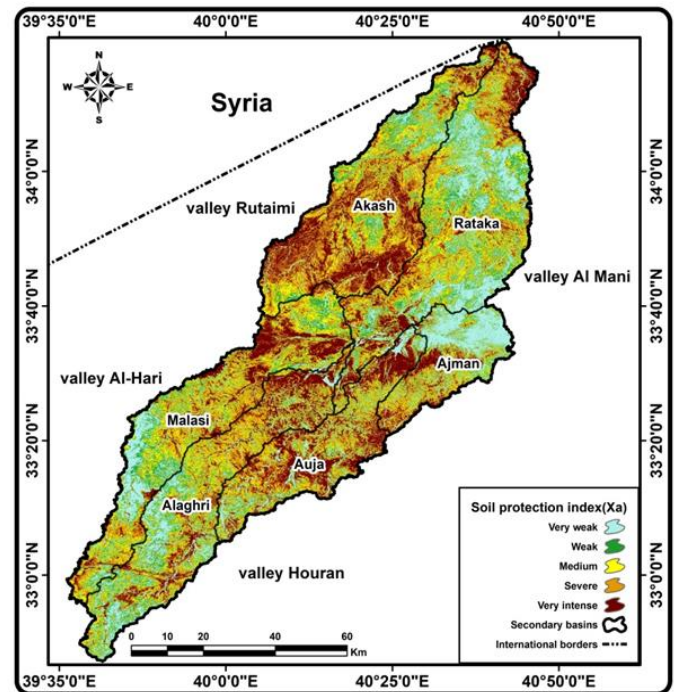 39°35'0"E 40°0'0"E 40°25'0"E 40°50'0"E
N
W E
S
Syria
34°0'0"N
34°0'0"N
valley Rutaimi
Akash
Rataka
valley Al Mani
33°40'0"N
33°40'0"N
Ajman
valley Al-Hari
Malasi
33°20'0"N
33°20'0"N
Auja
Alaghri
valley Houran
33°0'0"N
33°0'0"N
Soil protection index(Xa)
Very weak
Weak
Medium
Severe
Very intense
Secondary basins
International borders
0 10 20 40 60
Km
39°35'0"E 40°0'0"E 40°25'0"E 40°50'0"E